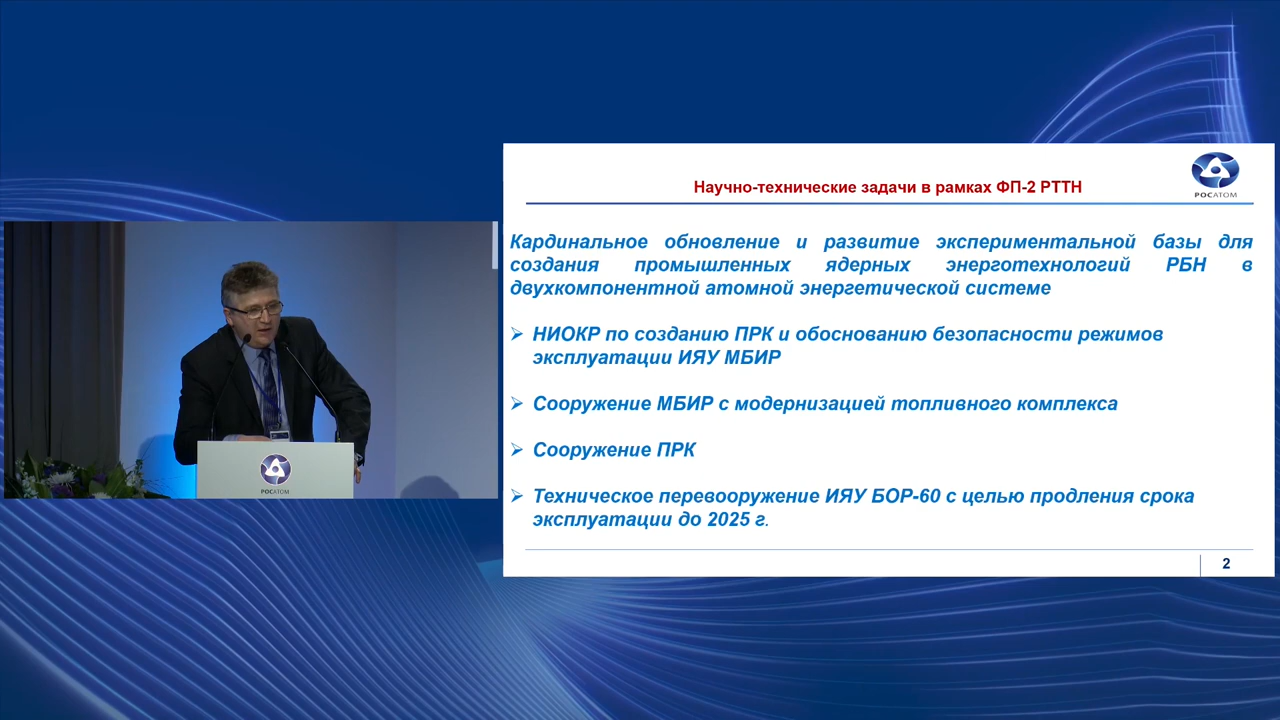 Научно-технические задачи в рамках ФП-2 РТТН
РОСАТОМ
Кардинальное обновление и развитие экспериментальной базы для
создания промышленных ядерных энерготехнологий РБН в
двухкомпонентной атомной энергетической системе
➢ НИОКР по созданию ПРК и обоснованию безопасности режимов
эксплуатации ИЯУ МБИР
➢ Сооружение МБИР с модернизацией топливного комплекса
➢ Сооружение ПРК
➢ Техническое перевооружение ИЯУ БОР-60 с целью продления срока
эксплуатации до 2025 г.
2
РОСАТОМ